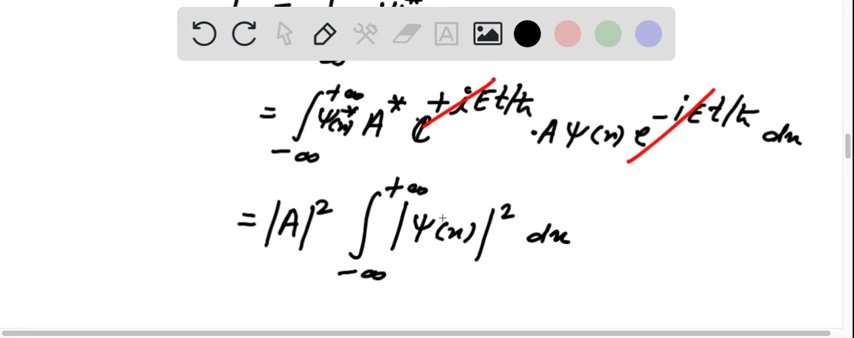 = ∫_{-∞}^{+∞} ψ(x)* A* e^{+iEt/ħ} · A ψ(x) e^{-iEt/ħ} dx
= |A|² ∫_{-∞}^{+∞} |ψ(x)|² dx